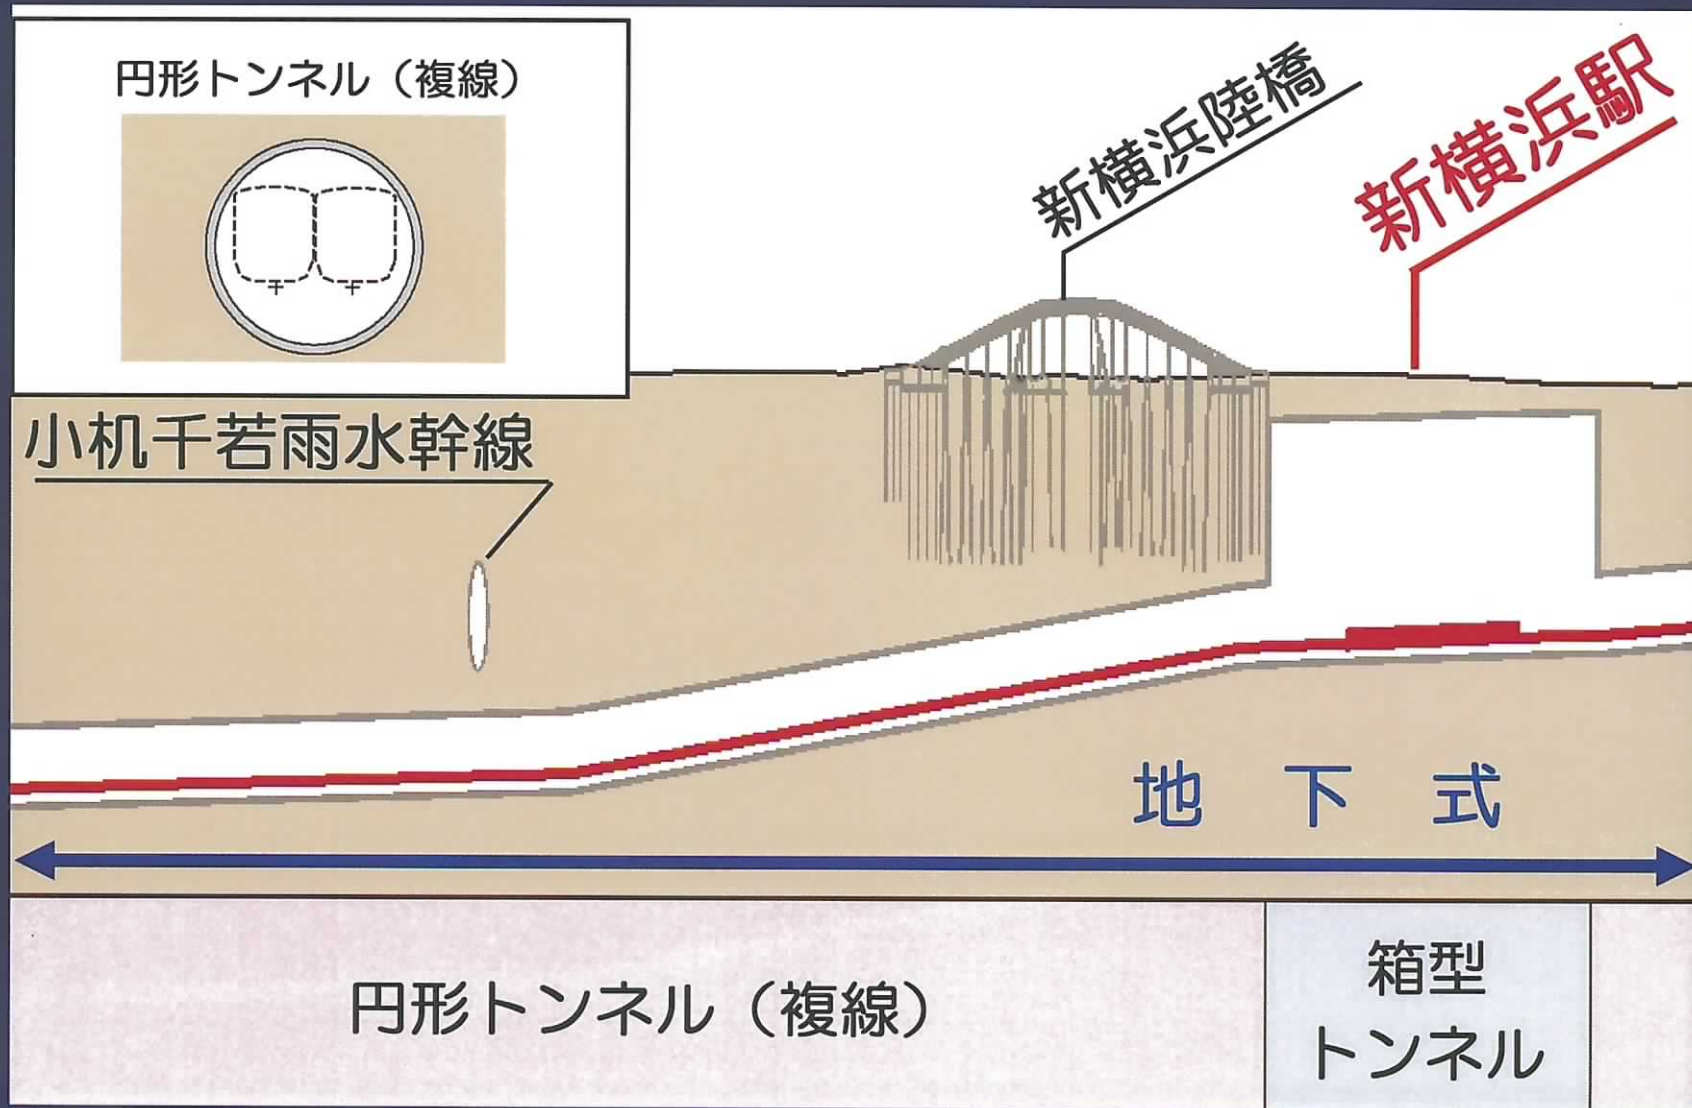 円形トンネル（複線）
新横浜陸橋
新横浜駅
小机千若雨水幹線
地下式
円形トンネル（複線）
箱型
トンネル